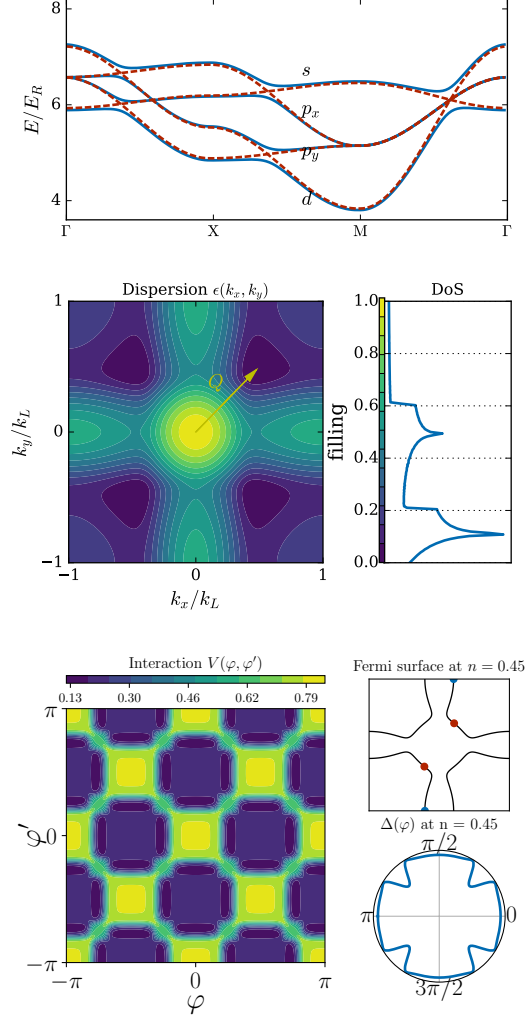 8
6
4
E/E_R
s
p_x
p_y
d
Γ X M Γ
Dispersion ϵ(k_x, k_y)
DoS
1
0
−1
k_y/k_L
Q
−1 0 1
k_x/k_L
1.0
0.8
0.6
0.4
0.2
0.0
filling
Interaction V(φ, φ′)
0.13 0.30 0.46 0.62 0.79
π
0
−π
φ′
−π 0 π
φ
Fermi surface at n = 0.45
Δ(φ) at n = 0.45
π/2
π 0
3π/2